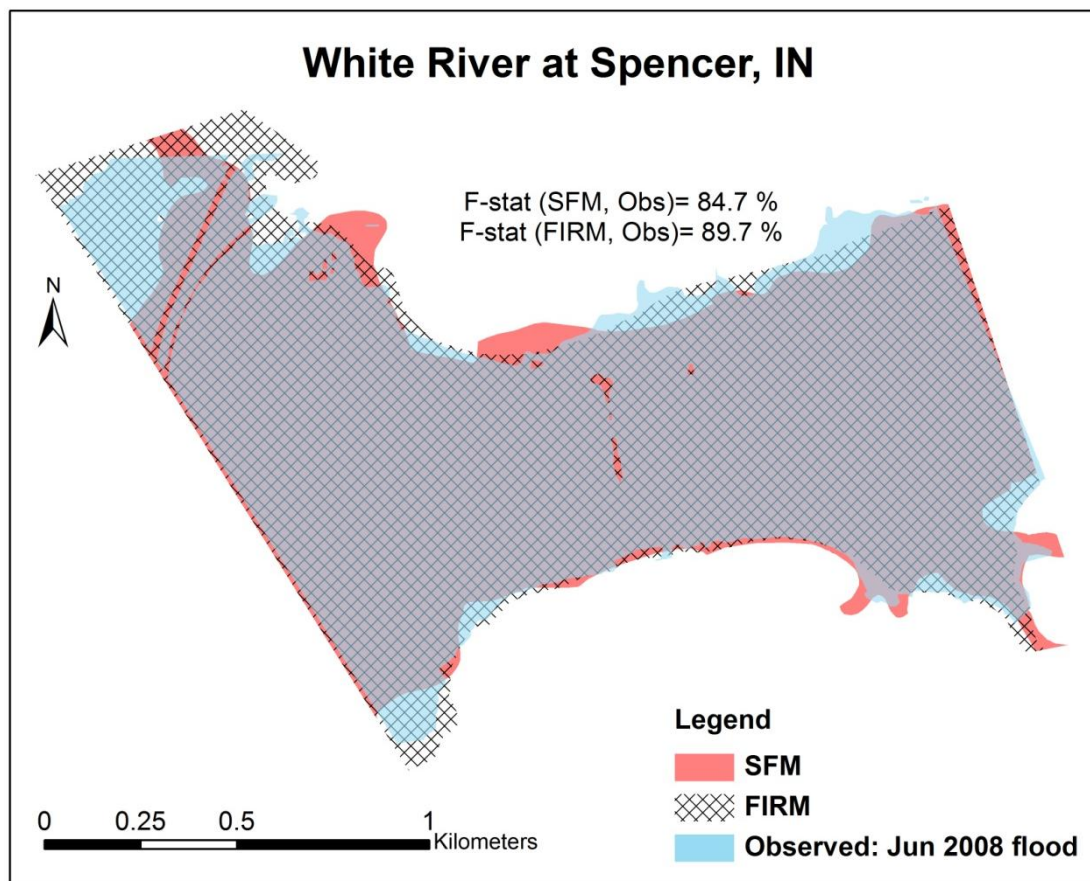 White River at Spencer, IN
F-stat (SFM, Obs)= 84.7 %
F-stat (FIRM, Obs)= 89.7 %
N
Legend
SFM
FIRM
Observed: Jun 2008 flood
0 0.25 0.5 1
Kilometers